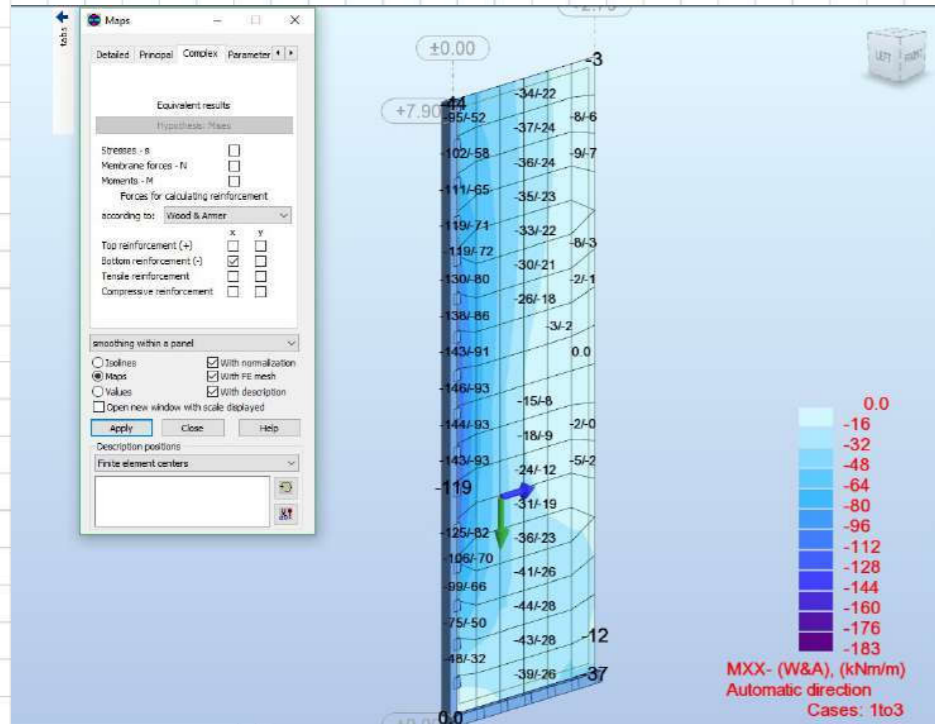 tabs
Maps
Detailed Principal Complex Parameter
Equivalent results
Hypothesis: Mises
Stresses - s
Membrane forces - N
Moments - M
Forces for calculating reinforcement
according to: Wood & Armer
x y
Top reinforcement (+)
Bottom reinforcement (-)
Tensile reinforcement
Compressive reinforcement
smoothing within a panel
Isolines With normalization
Maps With FE mesh
Values With description
Open new window with scale displayed
Apply Close Help
Description positions
Finite element centers
±0.00
+7.90
-44
-3
-95/-52
-102/-58
-111/-65
-119/-71
-119/-72
-130/-80
-138/-86
-143/-91
-146/-93
-144/-93
-143/-93
-119
-125/-82
-106/-70
-99/-66
-75/-50
-48/-32
0.0
-34/-22
-37/-24
-36/-24
-35/-23
-33/-22
-30/-21
-26/-18
-3/-2
-15/-8
-18/-9
-24/-12
-31/-19
-36/-23
-41/-26
-44/-28
-43/-28
-39/-26
-8/-6
-9/-7
-8/-3
-2/-1
0.0
-2/-0
-5/-2
-12
-37
LEFT FRONT
0.0
-16
-32
-48
-64
-80
-96
-112
-128
-144
-160
-176
-183
MXX- (W&A), (kNm/m)
Automatic direction
Cases: 1to3